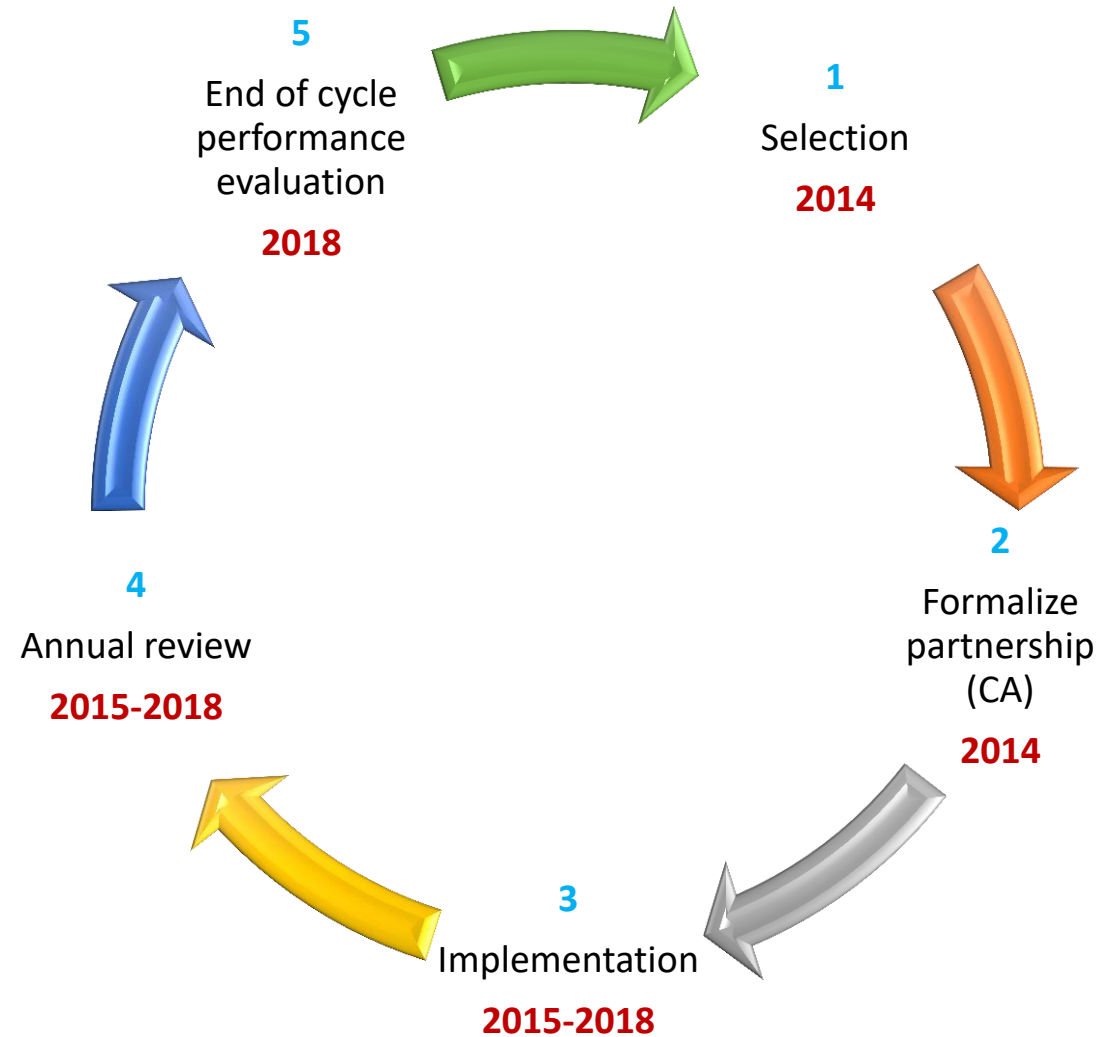 1
Selection
2014
2
Formalize
partnership
(CA)
2014
3
Implementation
2015-2018
4
Annual review
2015-2018
5
End of cycle
performance
evaluation
2018